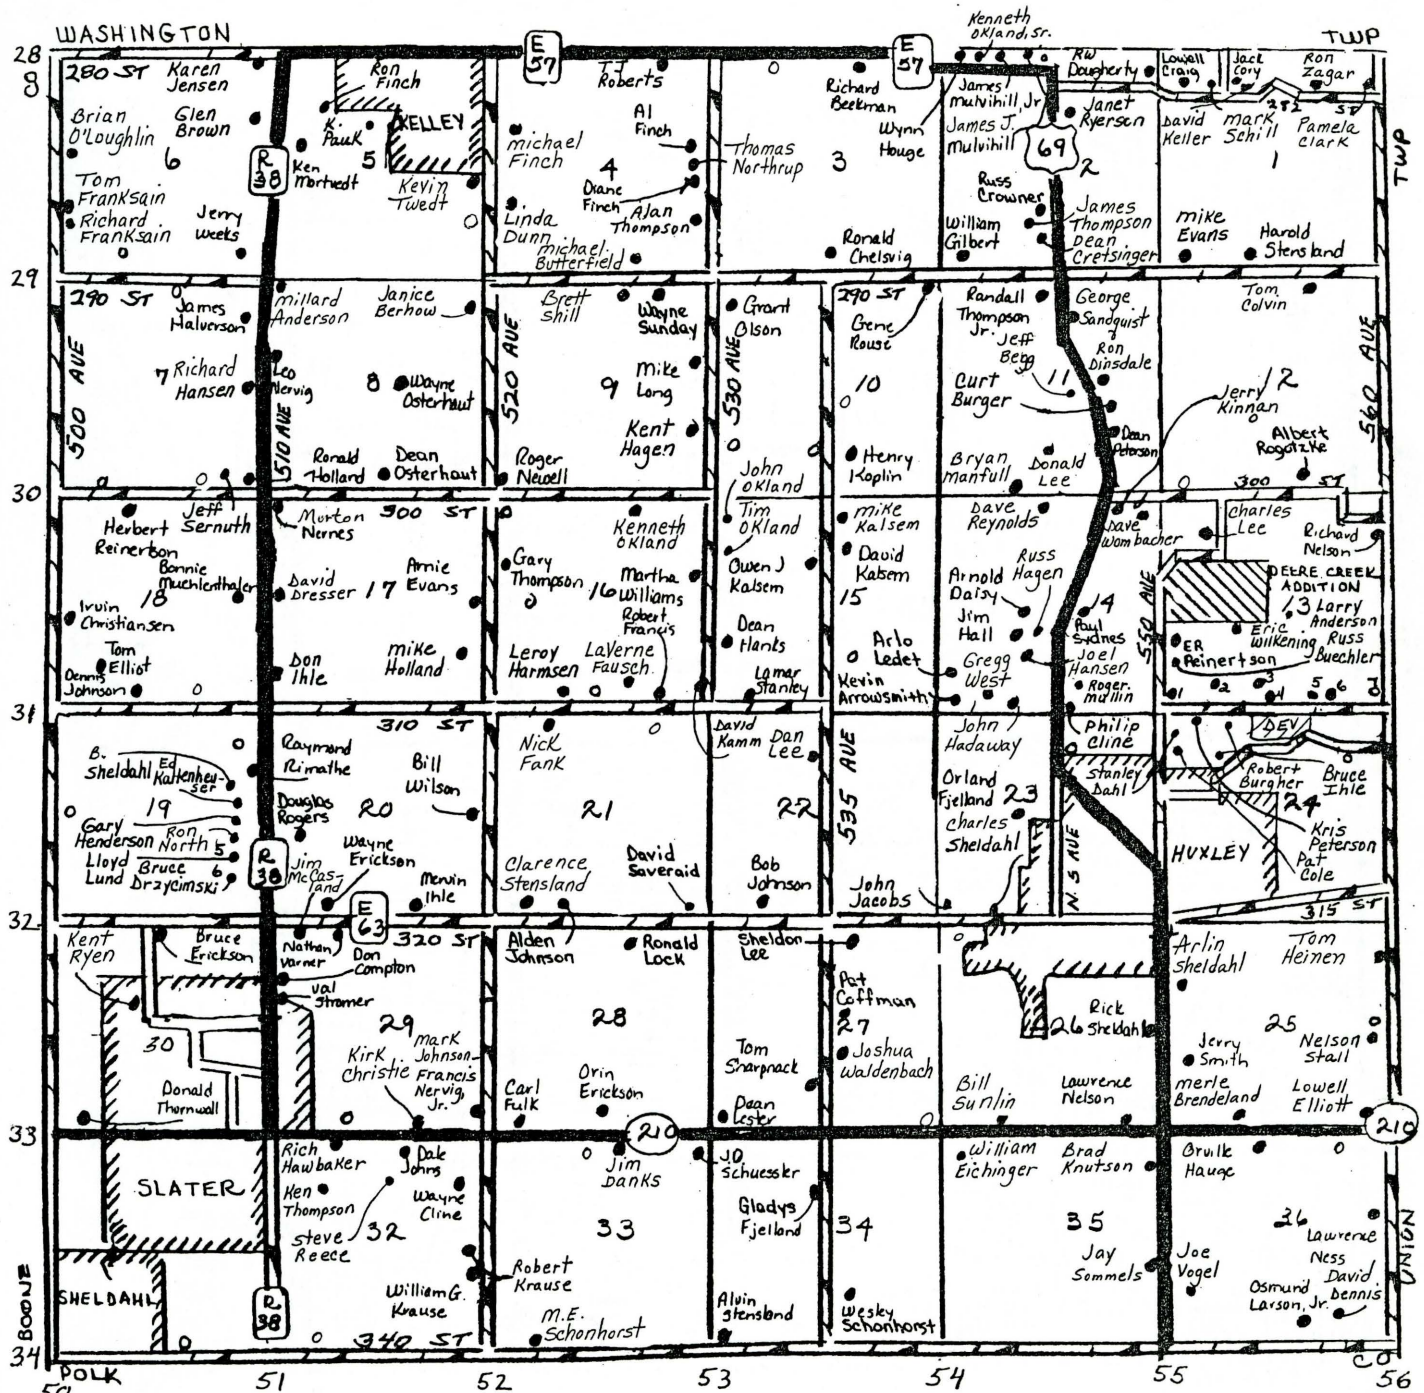 WASHINGTON
TWP
28
280 ST
Karen
Jensen
Ron
Finch
E
57
T.J.
Roberts
E
57
Kenneth
Okland, Sr.
RW
Dougherty
Lowell
Craig
Jack
Cory
Ron
Zagar
Brian
O'Loughlin
Glen
Brown
6
R
38
K.
Pauk
5
KELLEY
Ken
Mortvedt
Kevin
Twedt
Tom
Franksain
Richard
Franksain
Jerry
Weeks
Michael
Finch
4
Al
Finch
Diane
Finch
Alan
Thompson
Linda
Dunn
Michael
Butterfield
Thomas
Northrup
3
Richard
Beekman
Wynn
Houge
Ronald
Chelsvig
James
Mulvihill, Jr
James J.
Mulvihill
Janet
Ryersen
69
2
Russ
Crowner
William
Gilbert
James
Thompson
Dean
Cretsinger
David
Keller
Mark
Schill
282 ST
Pamela
Clark
1
TWP
Mike
Evans
Harold
Stensland
29
290 ST
James
Halverson
7
Richard
Hansen
500 AVE
Millard
Anderson
Janice
Berhow
Leo
Nervig
8
Wayne
Osterhout
510 AVE
Ronald
Holland
Dean
Osterhout
520 AVE
Brett
Shill
Wayne
Sunday
9
Mike
Long
Kent
Hagen
Roger
Newell
530 AVE
Grant
Olson
John
Okland
Tim
Okland
290 ST
Gene
Rouse
10
Henry
Koplin
Randall
Thompson
Jr.
Jeff
Berg
11
Curt
Burger
George
Sandquist
Ron
Dinsdale
Dean
Peterson
Bryan
Manfull
Donald
Lee
Tom
Colvin
12
Jerry
Kinnan
Albert
Rogotzke
560 AVE
30
Herbert
Reinertson
Jeff
Sernuth
Bonnie
Muehlenthaler
18
Irvin
Christiansen
Tom
Elliot
Dennis
Johnson
Morton
Nernes
300 ST
David
Dresser
17
Arnie
Evans
Don
Ihle
Mike
Holland
Kenneth
Okland
Gary
Thompson
16
Martha
Williams
Robert
Francis
Leroy
Harmsen
LaVerne
Fausch
Owen J
Kalsem
Dean
Hanks
Lamar
Stanley
Mike
Kalsem
David
Kalsem
15
Arlo
Ledet
Kevin
Arrowsmith
Dave
Reynolds
Russ
Hagen
Arnold
Daisy
Jim
Hall
Gregg
West
14
Paul
Sydnes
Joel
Hansen
Roger
Mullin
Dave
Wombacher
550 AVE
300 ST
Charles
Lee
Richard
Nelson
DEERE CREEK
ADDITION
13
Larry
Anderson
Eric
Wilkening
Russ
Buechler
ER
Reinertson
1
2
3
4
5
6
31
310 ST
B.
Sheldahl
Ed
Kaltenheu-
ser
19
Gary
Henderson
Ron
North
5
Lloyd
Lund
Bruce
Drzycimski
6
Raymond
Rimathe
Bill
Wilson
Douglas
Rogers
20
Wayne
Erickson
Jim
McCas-
land
R
38
Mervin
Ihle
Nick
Fank
21
Clarence
Stensland
David
Saveraid
David
Kamm
Dan
Lee
22
Bob
Johnson
535 AVE
John
Jacobs
John
Hadaway
Philip
Cline
Orland
Fjelland
23
Charles
Sheldahl
Stanley
Dahl
N. 5 AVE
DEV
Robert
Burgher
Bruce
Ihle
24
Kris
Peterson
Pat
Cole
HUXLEY
315 ST
32
Kent
Ryen
Bruce
Erickson
E
63
320 ST
Nathan
Varner
Don
Compton
Val
Stromer
30
29
Kirk
Christie
Mark
Johnson
Francis
Nervig,
Jr.
Donald
Thornwall
Alden
Johnson
Ronald
Lock
28
Carl
Fulk
Orin
Erickson
Sheldon
Lee
Tom
Sharpnack
Dean
Lester
Pat
Coffman
27
Joshua
Waldenbach
26
Rick
Sheldahl
Bill
Sunlin
Lawrence
Nelson
Arlin
Sheldahl
Tom
Heinen
25
Jerry
Smith
Nelson
Stall
Merle
Brendeland
Lowell
Elliott
33
210
210
SLATER
SHELDAHL
Rich
Hawbaker
Dale
Johns
Ken
Thompson
Wayne
Cline
Steve
Reece
32
William G.
Krause
340 ST
R
38
Jim
Danks
33
Robert
Krause
M.E.
Schonhorst
JD
Schuessler
Gladys
Fjelland
Alvin
Stensland
34
Wesley
Schonhorst
William
Eichinger
Brad
Knutson
35
Jay
Sommels
Orville
Hauge
36
Joe
Vogel
Lawrence
Ness
David
Dennis
Osmund
Larson, Jr.
UNION
BOONE
34
POLK
CO
51
52
53
54
55
56